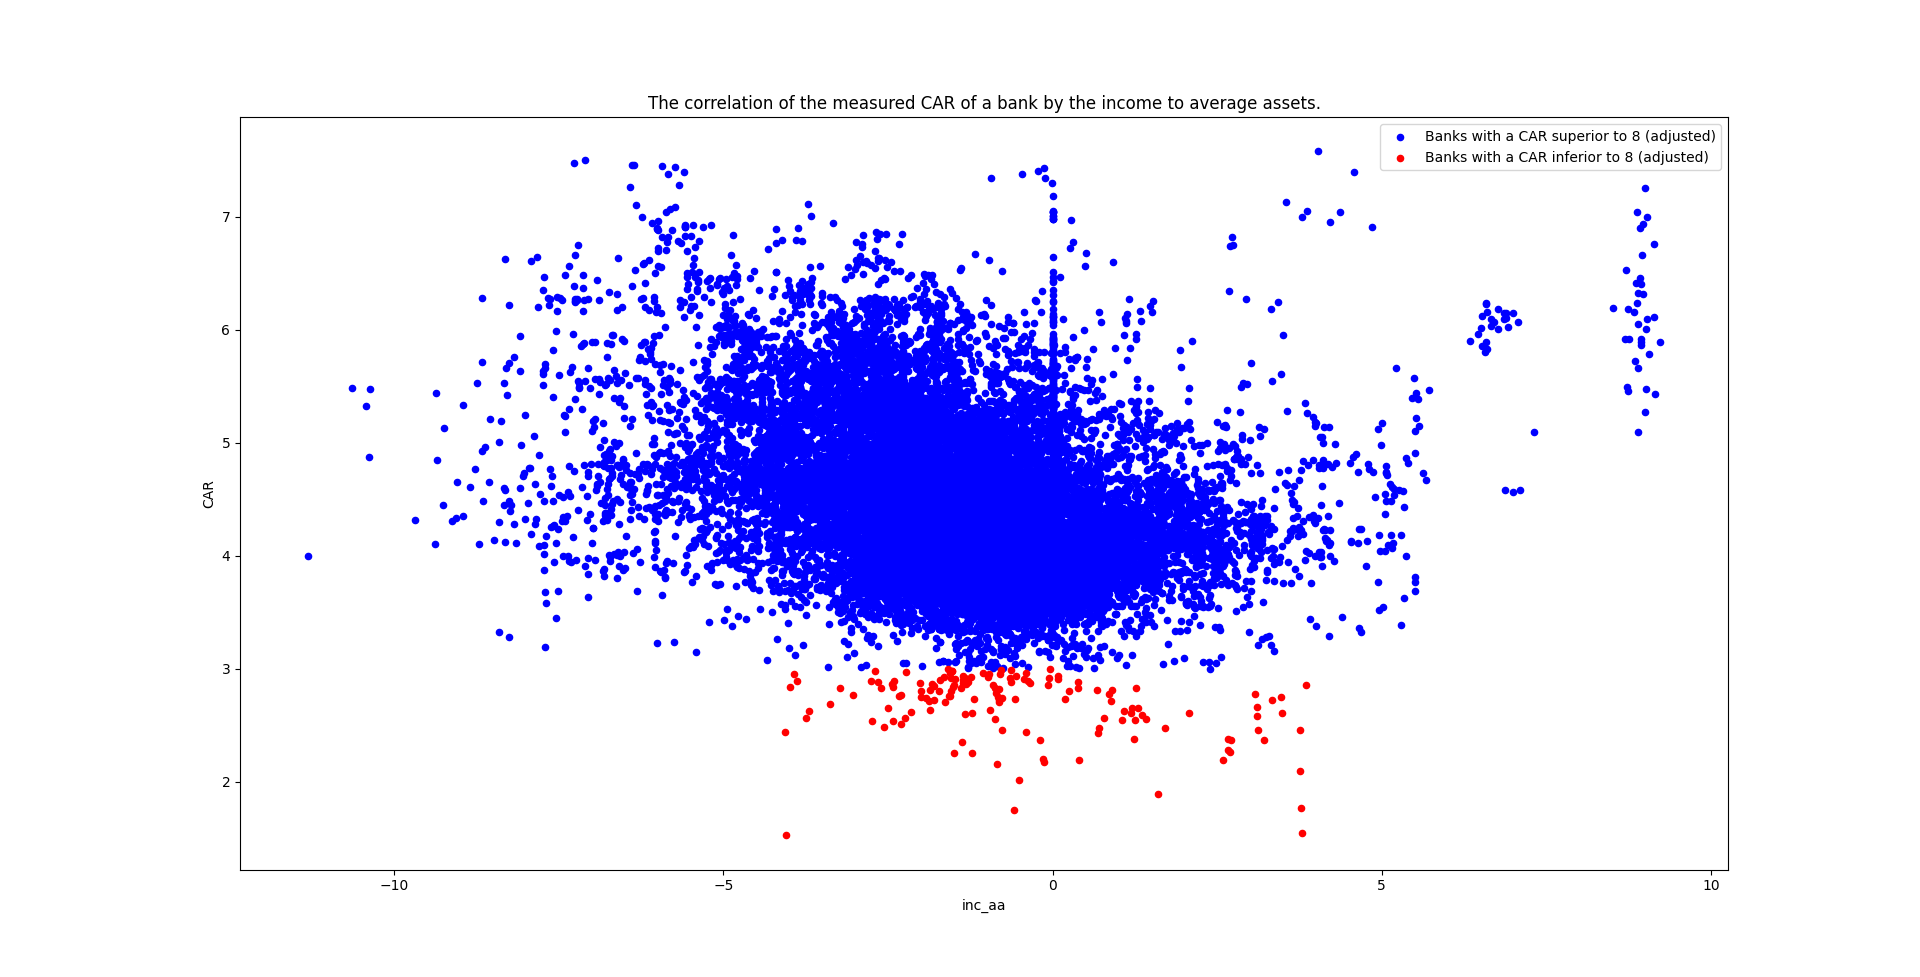 The correlation of the measured CAR of a bank by the income to average assets.
Banks with a CAR superior to 8 (adjusted)
Banks with a CAR inferior to 8 (adjusted)
7
6
5
4
3
2
CAR
−10
−5
0
5
10
inc_aa